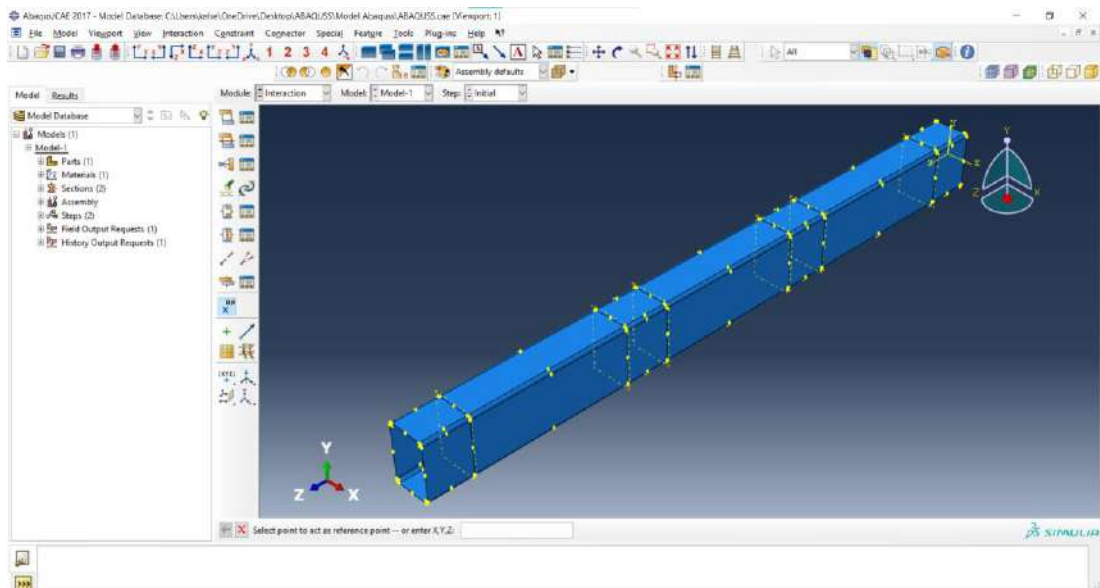 Abaqus/CAE 2017 - Model Database: C:\Users\kelse\OneDrive\Desktop\ABAQUSS\Model Abaquss\ABAQUSS.cae [Viewport: 1]
File Model Viewport View Interaction Constraint Connector Special Feature Tools Plug-ins Help
1 2 3 4 A All
Assembly defaults
Model Results Module: Interaction Model: Model-1 Step: Initial
Model Database
Models (1)
Model-1
Parts (1)
Materials (1)
Sections (2)
Assembly
Steps (2)
Field Output Requests (1)
History Output Requests (1)
RP
X
(XYZ)
Y
X
Z
Y
Z X
Select point to act as reference point -- or enter X,Y,Z:
SIMULIA
>>>